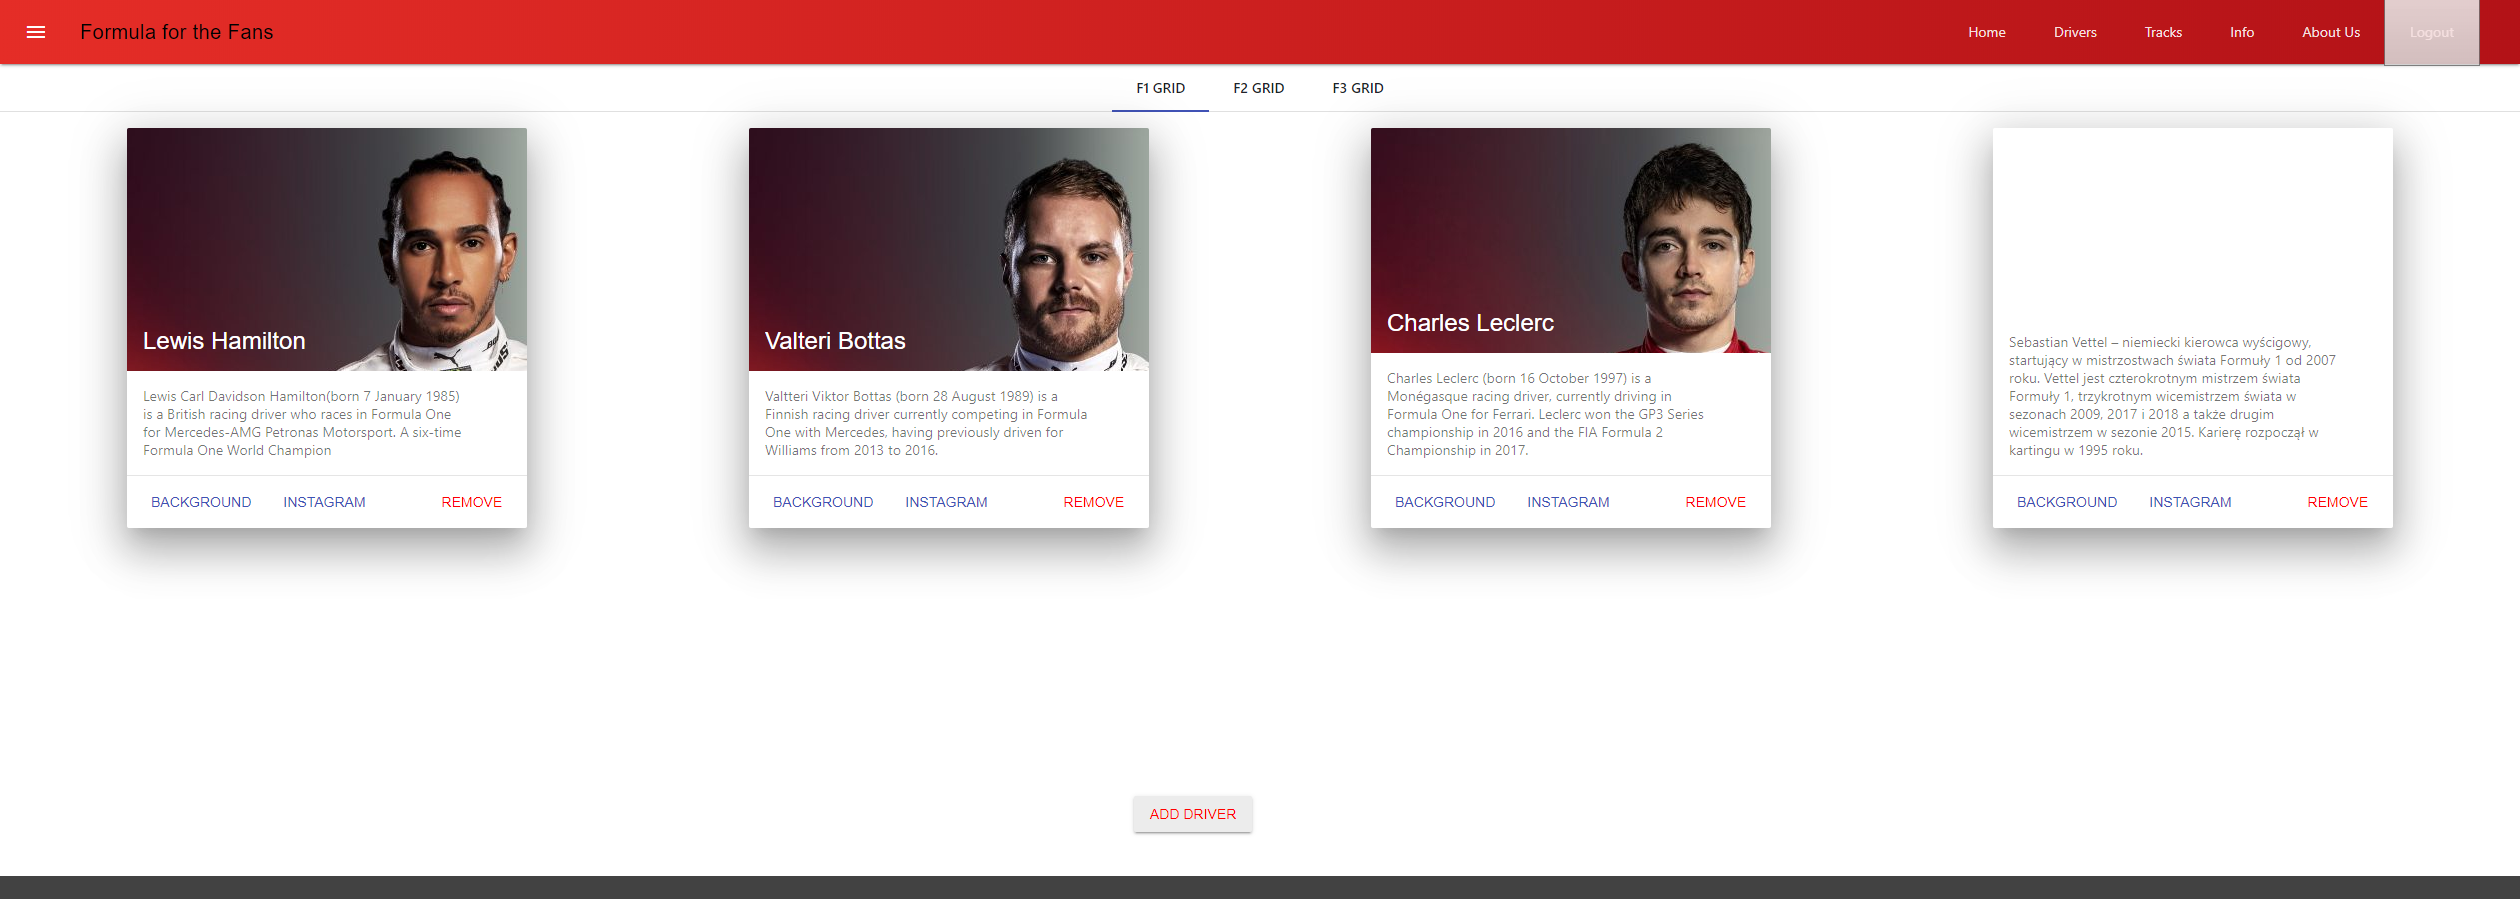 Formula for the Fans
Home
Drivers
Tracks
Info
About Us
Logout
F1 GRID
F2 GRID
F3 GRID
Lewis Hamilton
Lewis Carl Davidson Hamilton(born 7 January 1985)
is a British racing driver who races in Formula One
for Mercedes-AMG Petronas Motorsport. A six-time
Formula One World Champion
BACKGROUND
INSTAGRAM
REMOVE
Valteri Bottas
Valtteri Viktor Bottas (born 28 August 1989) is a
Finnish racing driver currently competing in Formula
One with Mercedes, having previously driven for
Williams from 2013 to 2016.
BACKGROUND
INSTAGRAM
REMOVE
Charles Leclerc
Charles Leclerc (born 16 October 1997) is a
Monégasque racing driver, currently driving in
Formula One for Ferrari. Leclerc won the GP3 Series
championship in 2016 and the FIA Formula 2
Championship in 2017.
BACKGROUND
INSTAGRAM
REMOVE
Sebastian Vettel – niemiecki kierowca wyścigowy,
startujący w mistrzostwach świata Formuły 1 od 2007
roku. Vettel jest czterokrotnym mistrzem świata
Formuły 1, trzykrotnym wicemistrzem świata w
sezonach 2009, 2017 i 2018 a także drugim
wicemistrzem w sezonie 2015. Karierę rozpoczął w
kartingu w 1995 roku.
BACKGROUND
INSTAGRAM
REMOVE
ADD DRIVER